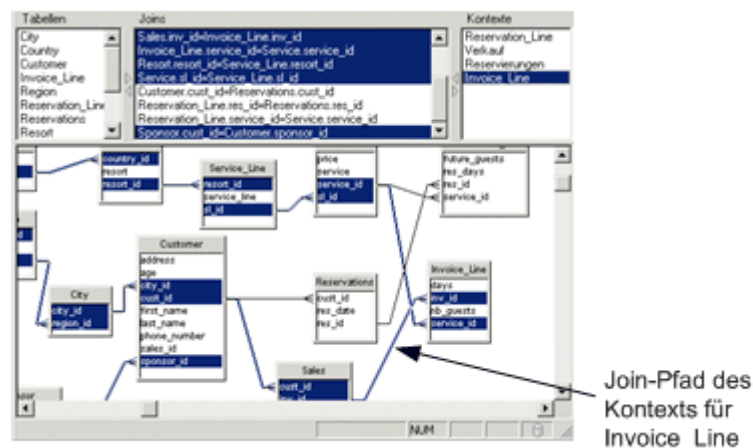 Tabellen
Joins
Kontexte
City
Country
Customer
Invoice_Line
Region
Reservation_Line
Reservations
Resort
Sales.inv_id=Invoice_Line.inv_id
Invoice_Line.service_id=Service.service_id
Resort.resort_id=Service_Line.resort_id
Service.sl_id=Service_Line.sl_id
Customer.cust_id=Reservations.cust_id
Reservation_Line.res_id=Reservations.res_id
Reservation_Line.service_id=Service.service_id
Sponsor.cust_id=Customer.sponsor_id
Reservation_Line
Verkauf
Reservierungen
Invoice_Line
country_id
resort
resort_id
Service_Line
resort_id
service_line
sl_id
price
service
service_id
sl_id
future_guests
res_days
res_id
service_id
Customer
address
age
city_id
cust_id
first_name
last_name
phone_number
sales_id
sponsor_id
City
city_id
region_id
Reservations
cust_id
res_date
res_id
Invoice_Line
days
inv_id
nb_guests
service_id
Sales
cust_id
Join-Pfad des
Kontexts für
Invoice_Line
NUM